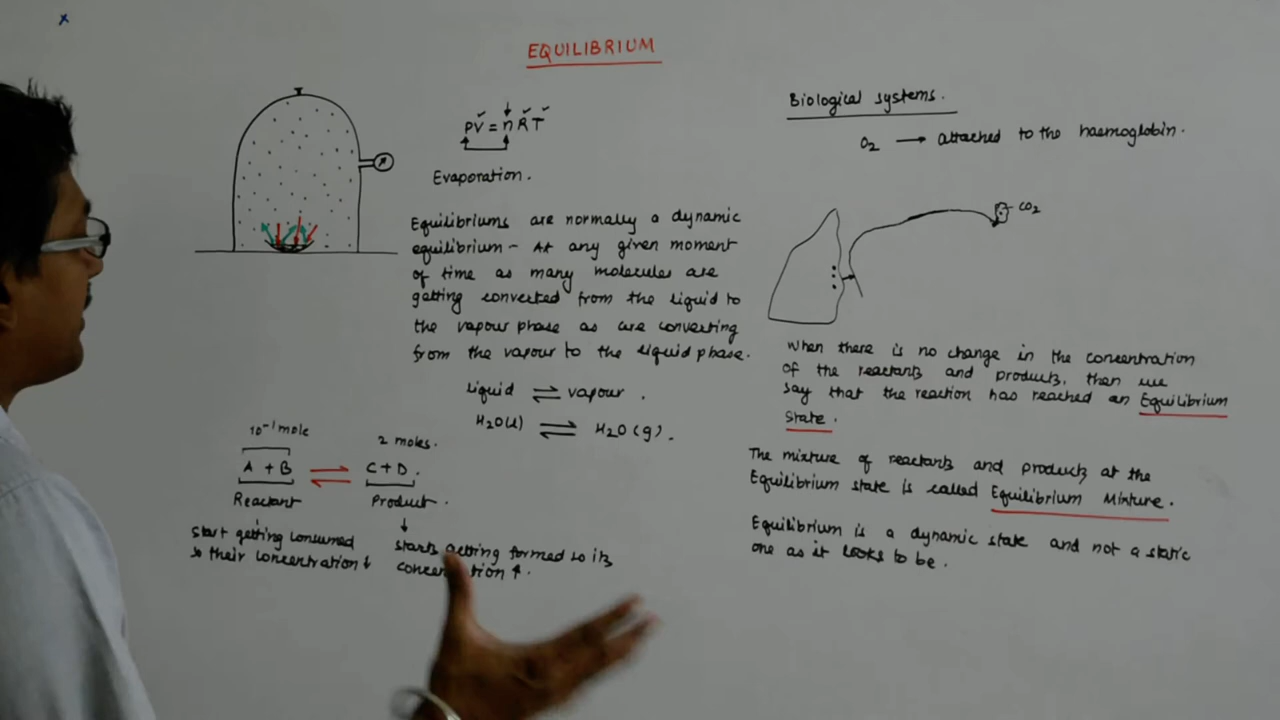 EQUILIBRIUM
PV = nRT
Evaporation.
Equilibriums are normally a dynamic
equilibrium - At any given moment
of time as many molecules are
getting converted from the liquid to
the vapour phase as are converting
from the vapour to the liquid phase.
Liquid ⇌ vapour .
H2O(l) ⇌ H2O(g).
10⁻¹ mole
2 moles.
A + B ⇌ C + D .
Reactant
Product .
Start getting consumed
so their concentration ↓
Starts getting formed so its
concentration ↑.
Biological systems.
O2 → attached to the haemoglobin.
CO2
When there is no change in the concentration
of the reactants and products, then we
say that the reaction has reached an Equilibrium
State.
The mixture of reactants and products at the
Equilibrium state is called Equilibrium Mixture.
Equilibrium is a dynamic state and not a static
one as it looks to be.